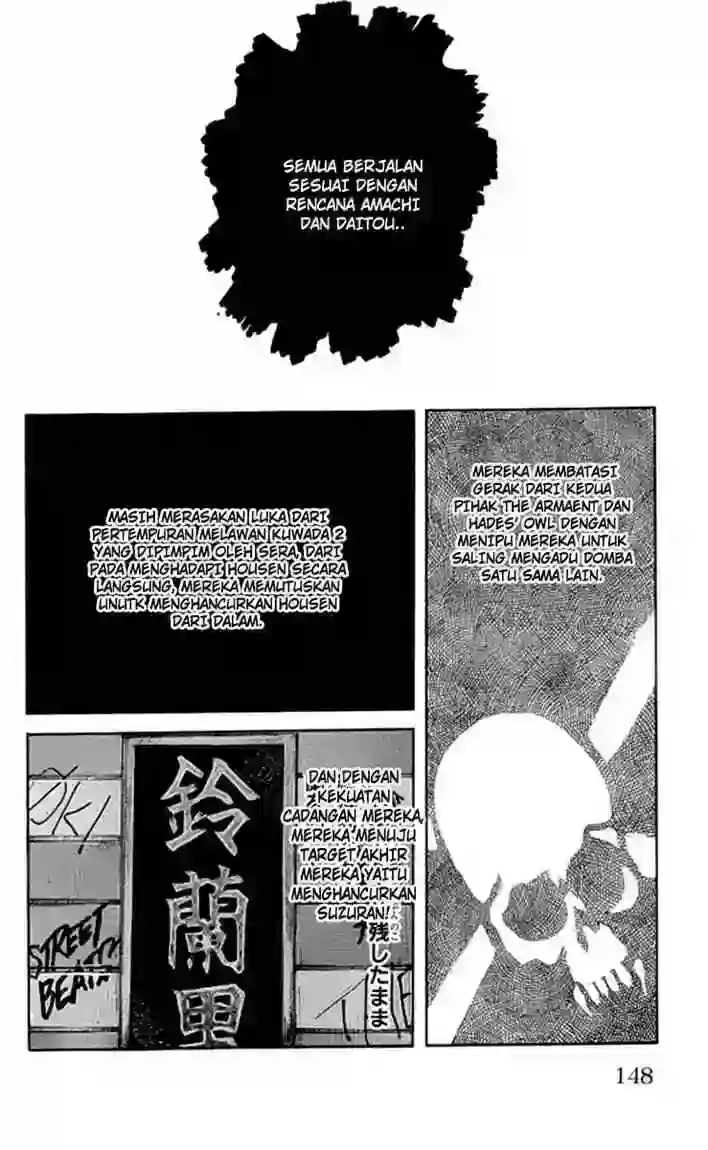 SEMUA BERJALAN
SESUAI DENGAN
RENCANA AMACHI
DAN DAITOU..
MEREKA MEMBATASI
GERAK DARI KEDUA
PIHAK THE ARMAENT DAN
HADES' OWL DENGAN
MENIPU MEREKA UNTUK
SALING MENGADU DOMBA
SATU SAMA LAIN.
MASIH MERASAKAN LUKA DARI
PERTEMPURAN MELAWAN KUWADA 2
YANG DIPIMPIM OLEH SERA, DARI
PADA MENGHADAPI HOUSEN SECARA
LANGSUNG, MEREKA MEMUTUSKAN
UNUTK MENGHANCURKAN HOUSEN
DARI DALAM.
DAN DENGAN
KEKUATAN
CADANGAN MEREKA,
MEREKA MENUJU
TARGET AKHIR
MEREKA YAITU
MENGHANCURKAN
SUZURAN!
残したまま
鈴蘭男
STREET
BEAT
148